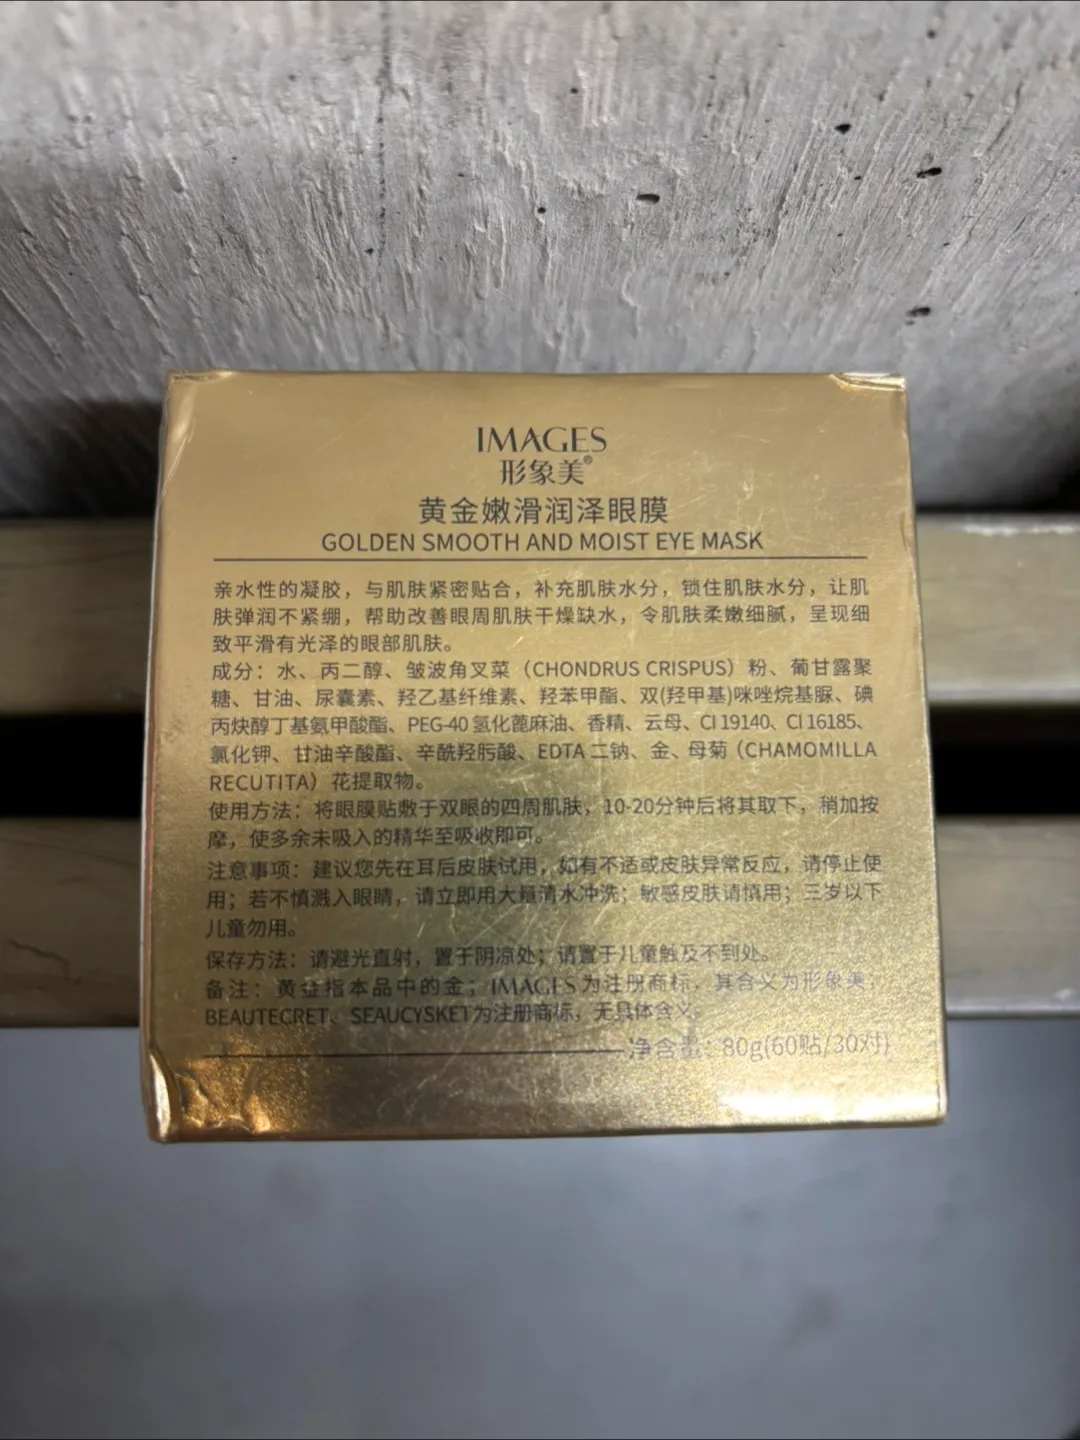 IMAGES
形象美®
黄金嫩滑润泽眼膜
GOLDEN SMOOTH AND MOIST EYE MASK
亲水性的凝胶，与肌肤紧密贴合，补充肌肤水分，锁住肌肤水分，让肌
肤弹润不紧绷，帮助改善眼周肌肤干燥缺水，令肌肤柔嫩细腻，呈现细
致平滑有光泽的眼部肌肤。
成分：水、丙二醇、皱波角叉菜（CHONDRUS CRISPUS）粉、葡甘露聚
糖、甘油、尿囊素、羟乙基纤维素、羟苯甲酯、双(羟甲基)咪唑烷基脲、碘
丙炔醇丁基氨甲酸酯、PEG-40 氢化蓖麻油、香精、云母、CI 19140、CI 16185、
氯化钾、甘油辛酸酯、辛酰羟肟酸、EDTA 二钠、金、母菊（CHAMOMILLA
RECUTITA）花提取物。
使用方法：将眼膜贴敷于双眼的四周肌肤，10-20分钟后将其取下，稍加按
摩，使多余未吸入的精华至吸收即可。
注意事项：建议您先在耳后皮肤试用，如有不适或皮肤异常反应，请停止使
用；若不慎溅入眼睛，请立即用大量清水冲洗；敏感皮肤请慎用；三岁以下
儿童勿用。
保存方法：请避光直射，置于阴凉处；请置于儿童触及不到处。
备注：黄金指本品中的金；IMAGES为注册商标，其含义为形象美；
BEAUTECRET、SEAUCYSKET为注册商标，无具体含义。
净含量：80g(60贴/30对)